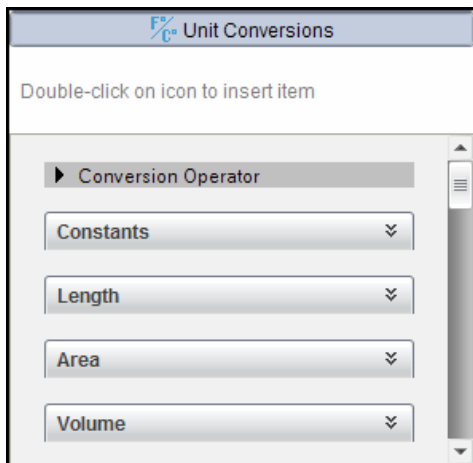 F°/C° Unit Conversions
Double-click on icon to insert item
Conversion Operator
Constants
Length
Area
Volume